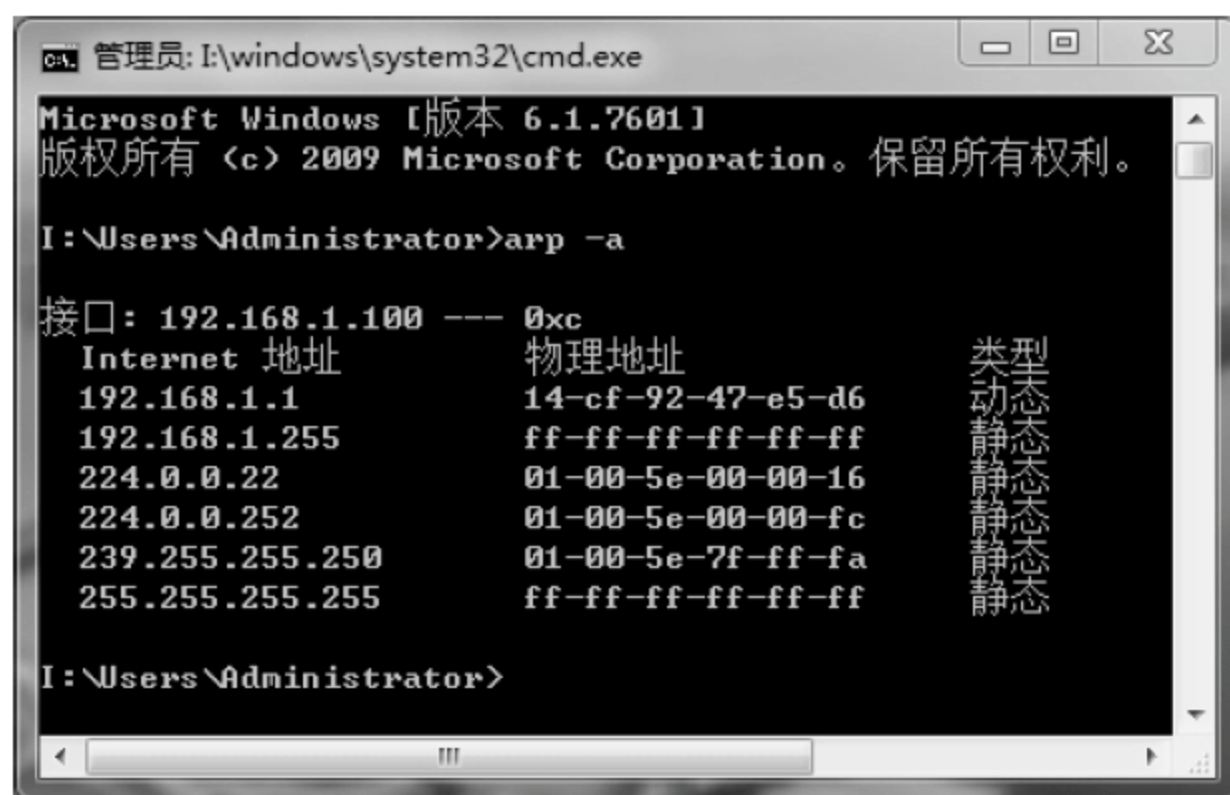 管理员: I:\windows\system32\cmd.exe
Microsoft Windows [版本 6.1.7601]
版权所有 (c) 2009 Microsoft Corporation。保留所有权利。
I:\Users\Administrator>arp -a
接口: 192.168.1.100 --- 0xc
Internet 地址 物理地址 类型
192.168.1.1 14-cf-92-47-e5-d6 动态
192.168.1.255 ff-ff-ff-ff-ff-ff 静态
224.0.0.22 01-00-5e-00-00-16 静态
224.0.0.252 01-00-5e-00-00-fc 静态
239.255.255.250 01-00-5e-7f-ff-fa 静态
255.255.255.255 ff-ff-ff-ff-ff-ff 静态
I:\Users\Administrator>